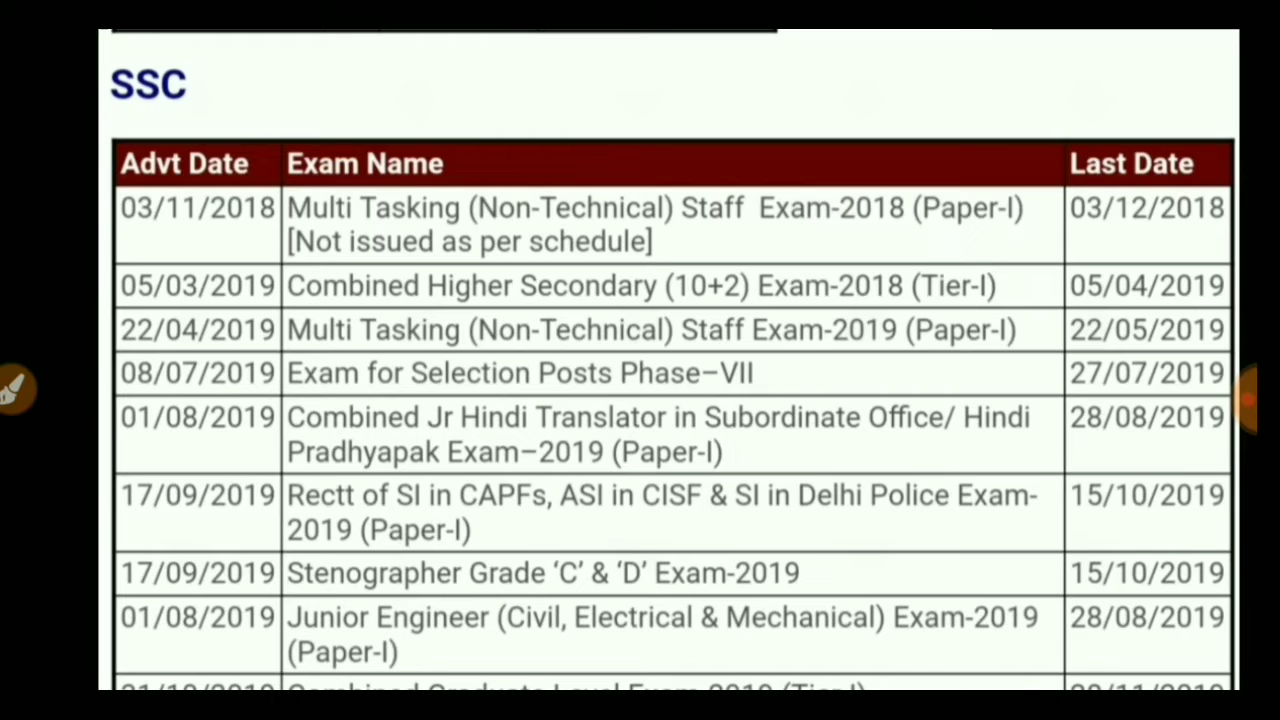 SSC
Advt Date Exam Name Last Date
03/11/2018 Multi Tasking (Non-Technical) Staff Exam-2018 (Paper-I) 03/12/2018
[Not issued as per schedule]
05/03/2019 Combined Higher Secondary (10+2) Exam-2018 (Tier-I) 05/04/2019
22/04/2019 Multi Tasking (Non-Technical) Staff Exam-2019 (Paper-I) 22/05/2019
08/07/2019 Exam for Selection Posts Phase–VII 27/07/2019
01/08/2019 Combined Jr Hindi Translator in Subordinate Office/ Hindi 28/08/2019
Pradhyapak Exam–2019 (Paper-I)
17/09/2019 Rectt of SI in CAPFs, ASI in CISF & SI in Delhi Police Exam- 15/10/2019
2019 (Paper-I)
17/09/2019 Stenographer Grade ‘C’ & ‘D’ Exam-2019 15/10/2019
01/08/2019 Junior Engineer (Civil, Electrical & Mechanical) Exam-2019 28/08/2019
(Paper-I)
Combined Graduate Level Exam-2019 (Tier-I)